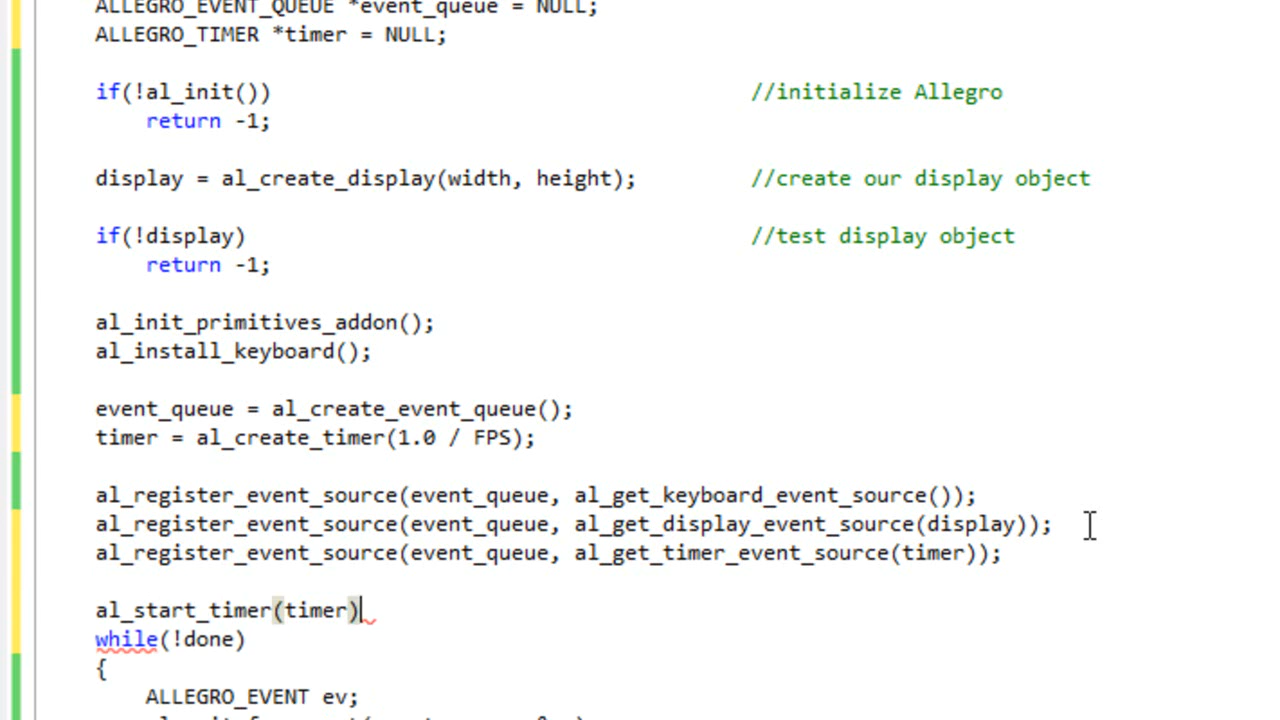 ALLEGRO_EVENT_QUEUE *event_queue = NULL;
ALLEGRO_TIMER *timer = NULL;
if(!al_init()) //initialize Allegro
return -1;
display = al_create_display(width, height); //create our display object
if(!display) //test display object
return -1;
al_init_primitives_addon();
al_install_keyboard();
event_queue = al_create_event_queue();
timer = al_create_timer(1.0 / FPS);
al_register_event_source(event_queue, al_get_keyboard_event_source());
al_register_event_source(event_queue, al_get_display_event_source(display));
al_register_event_source(event_queue, al_get_timer_event_source(timer));
al_start_timer(timer)
while(!done)
{
ALLEGRO_EVENT ev;